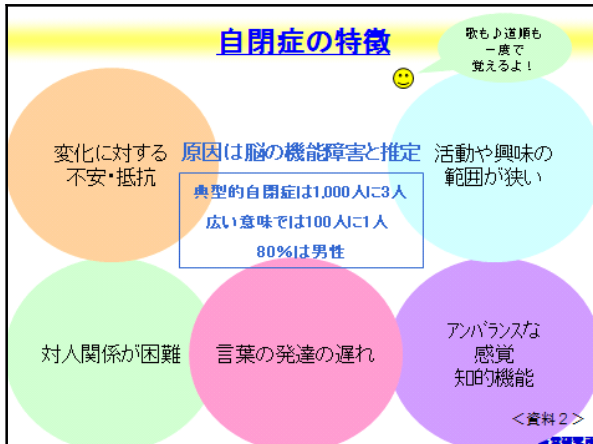 自閉症の特徴
歌も♪道順も
一度で
覚えるよ！
変化に対する
不安・抵抗
原因は脳の機能障害と推定
活動や興味の
範囲が狭い
典型的自閉症は1,000人に3人
広い意味では100人に1人
80%は男性
対人関係が困難
言葉の発達の遅れ
アンバランスな
感覚
知的機能
＜資料２＞